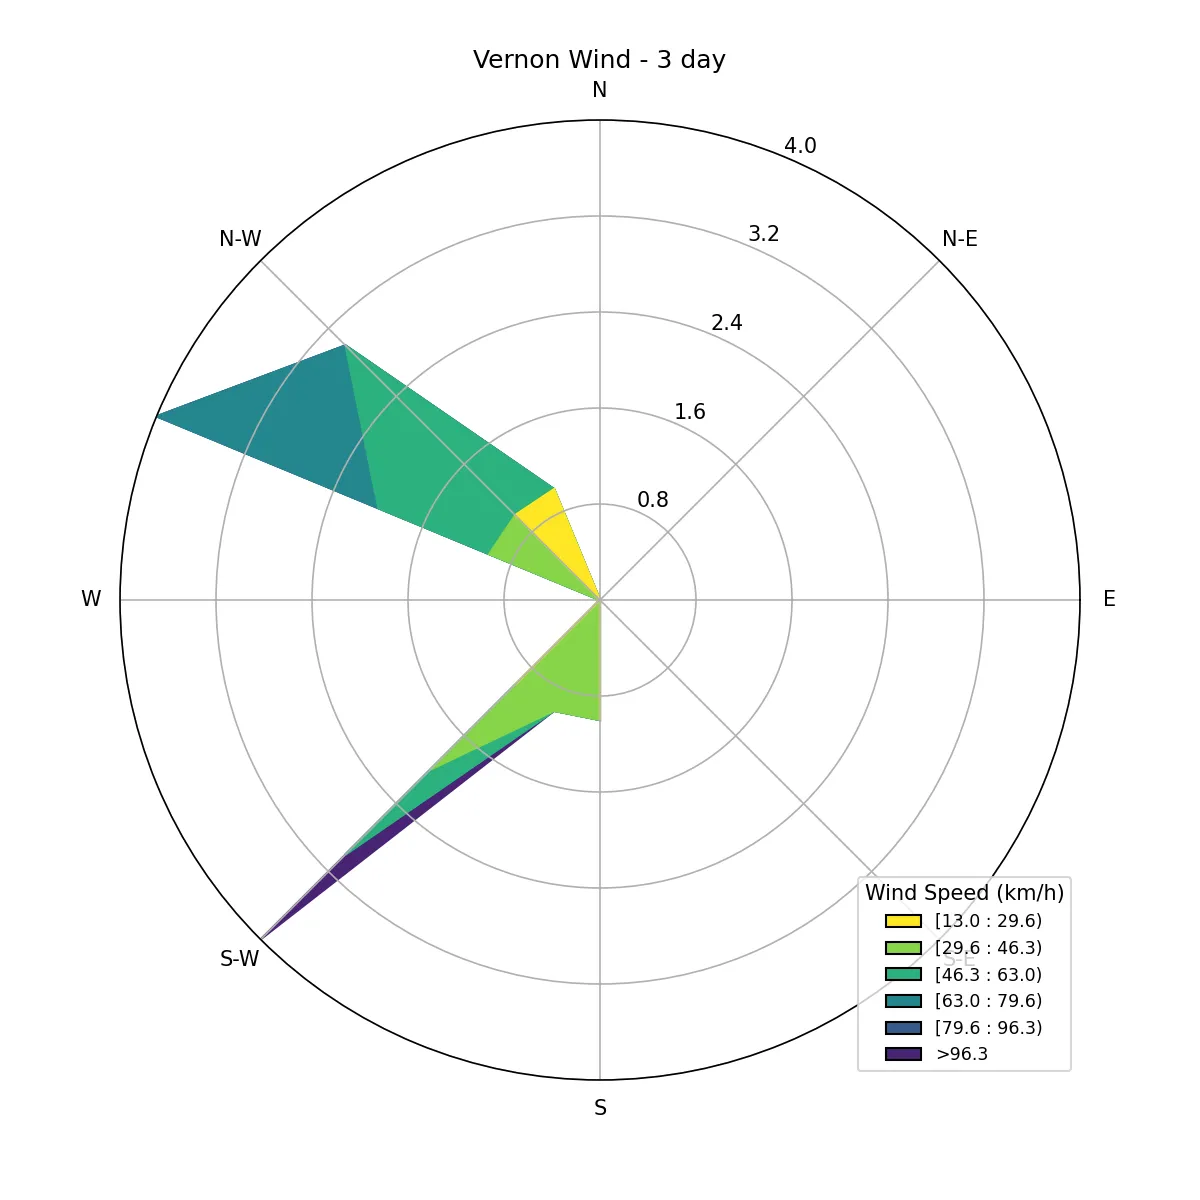 Vernon Wind - 3 day
N
4.0
N-W
3.2
N-E
2.4
1.6
0.8
W
E
S-W
S-E
S
Wind Speed (km/h)
[13.0 : 29.6)
[29.6 : 46.3)
[46.3 : 63.0)
[63.0 : 79.6)
[79.6 : 96.3)
>96.3